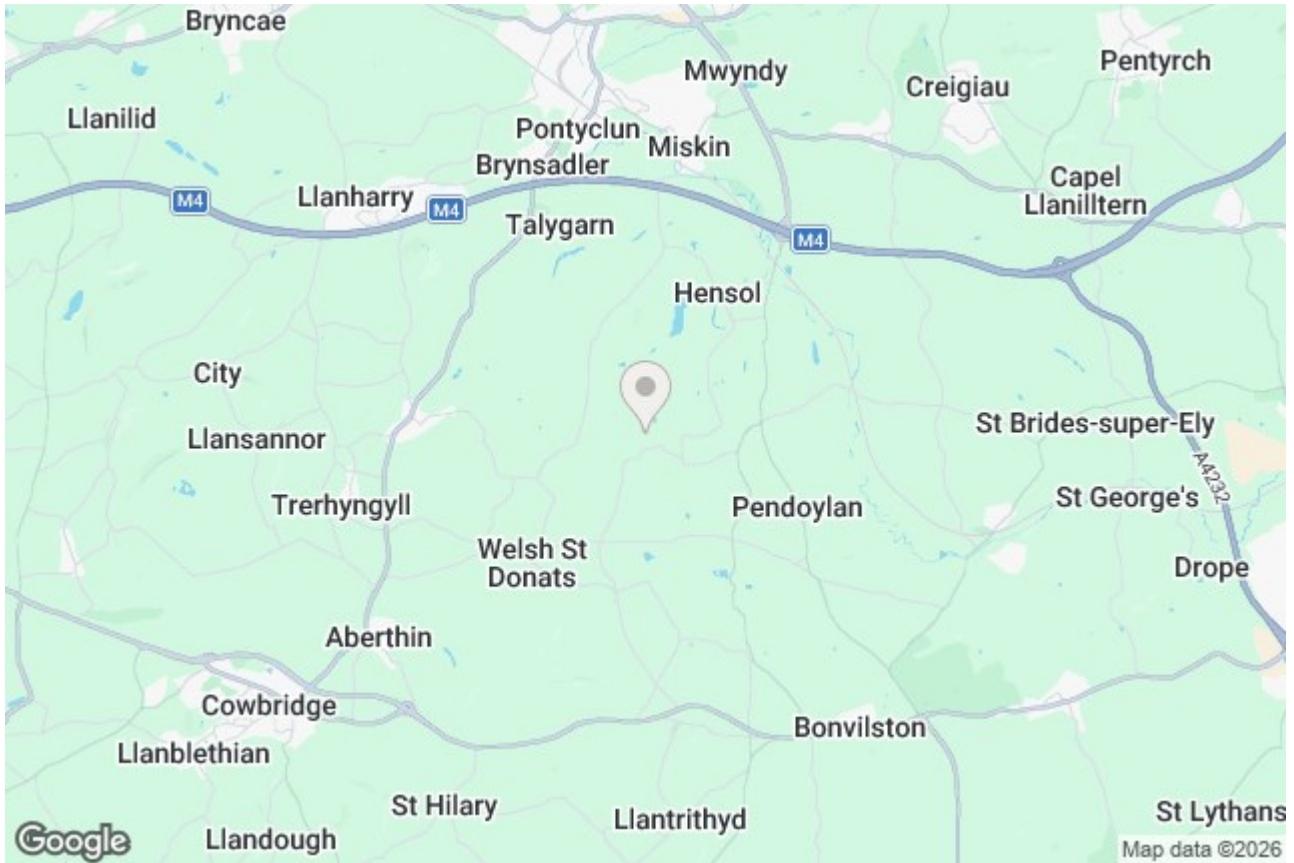 Bryncae
Pentyrch
Mwyndy
Creigiau
Llanilid
Pontyclun
Miskin
Brynsadler
Capel
Llanilltern
M4
Llanharry
M4
Talygarn
M4
Hensol
City
St Brides-super-Ely
Llansannor
A4232
St George's
Trerhyngyll
Pendoylan
Welsh St
Donats
Drope
Aberthin
Cowbridge
Bonvilston
Llanblethian
St Hilary
Llantrithyd
St Lythans
Llandough
Google
Map data ©2026